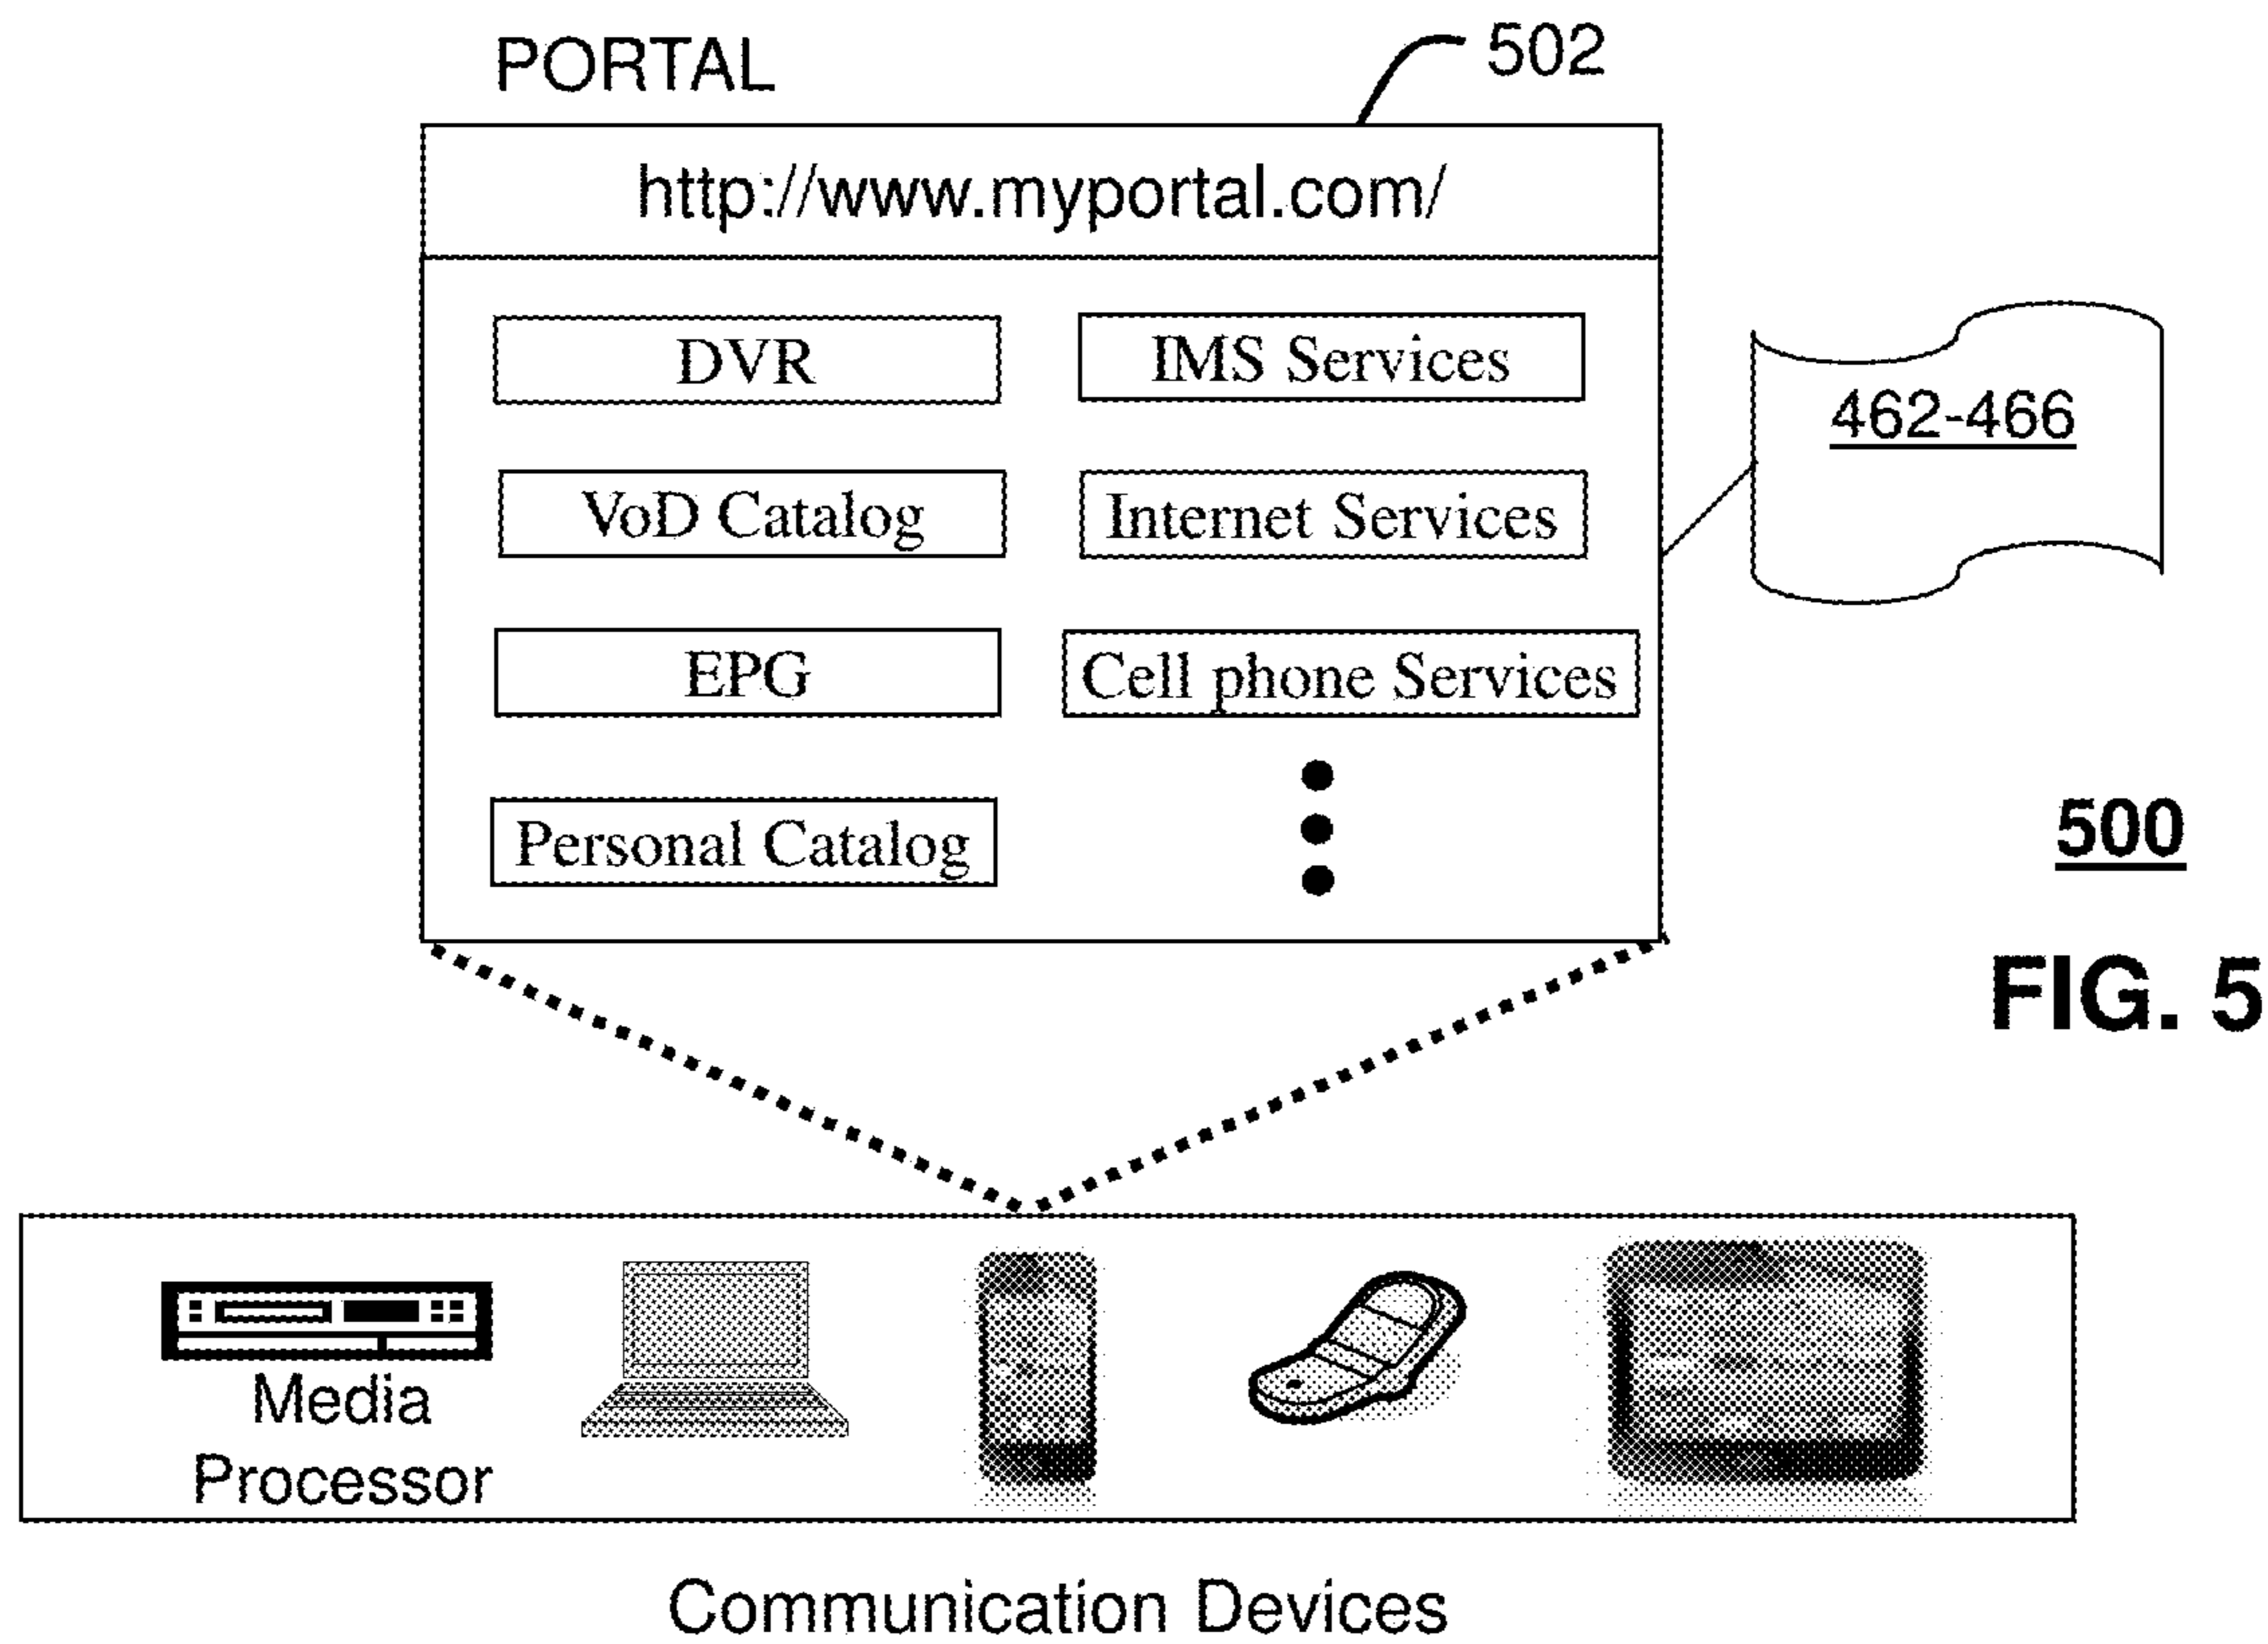 PORTAL
502
http://www.myportal.com/
DVR
IMS Services
462-466
VoD Catalog
Internet Services
EPG
Cell phone Services
Personal Catalog
500
FIG. 5
Media
Processor
Communication Devices